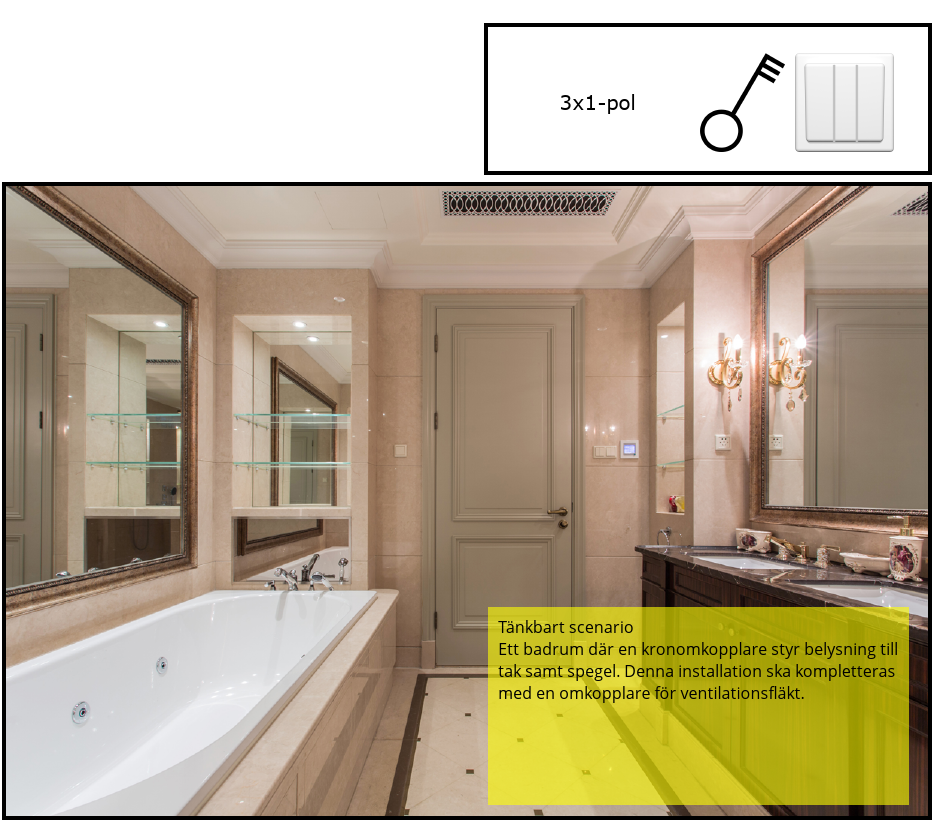 3x1-pol
Tänkbart scenario
Ett badrum där en kronomkopplare styr belysning till
tak samt spegel. Denna installation ska kompletteras
med en omkopplare för ventilationsfläkt.